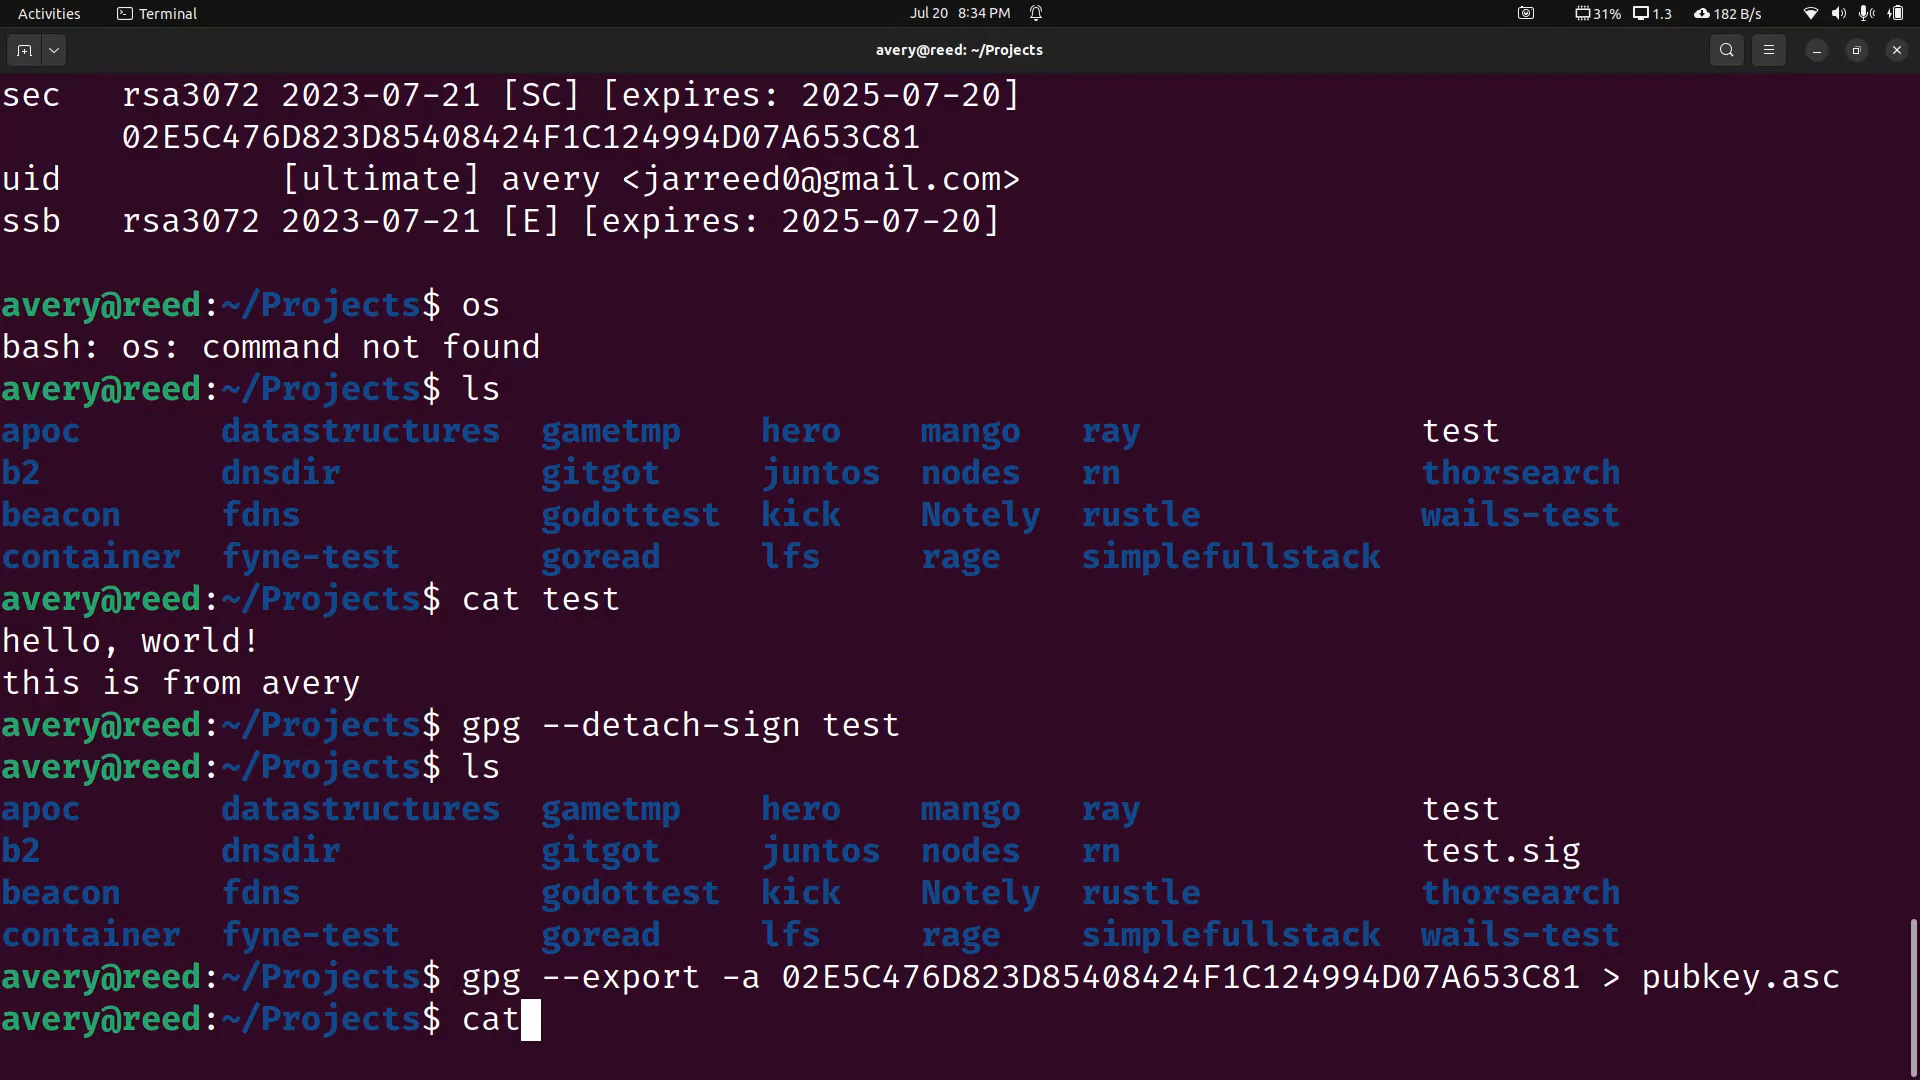 Activities Terminal Jul 20 8:34 PM 31% 1.3 182 B/s
avery@reed: ~/Projects
sec rsa3072 2023-07-21 [SC] [expires: 2025-07-20]
02E5C476D823D85408424F1C124994D07A653C81
uid [ultimate] avery <jarreed0@gmail.com>
ssb rsa3072 2023-07-21 [E] [expires: 2025-07-20]
avery@reed:~/Projects$ os
bash: os: command not found
avery@reed:~/Projects$ ls
apoc datastructures gametmp hero mango ray test
b2 dnsdir gitgot juntos nodes rn thorsearch
beacon fdns godottest kick Notely rustle wails-test
container fyne-test goread lfs rage simplefullstack
avery@reed:~/Projects$ cat test
hello, world!
this is from avery
avery@reed:~/Projects$ gpg --detach-sign test
avery@reed:~/Projects$ ls
apoc datastructures gametmp hero mango ray test
b2 dnsdir gitgot juntos nodes rn test.sig
beacon fdns godottest kick Notely rustle thorsearch
container fyne-test goread lfs rage simplefullstack wails-test
avery@reed:~/Projects$ gpg --export -a 02E5C476D823D85408424F1C124994D07A653C81 > pubkey.asc
avery@reed:~/Projects$ cat